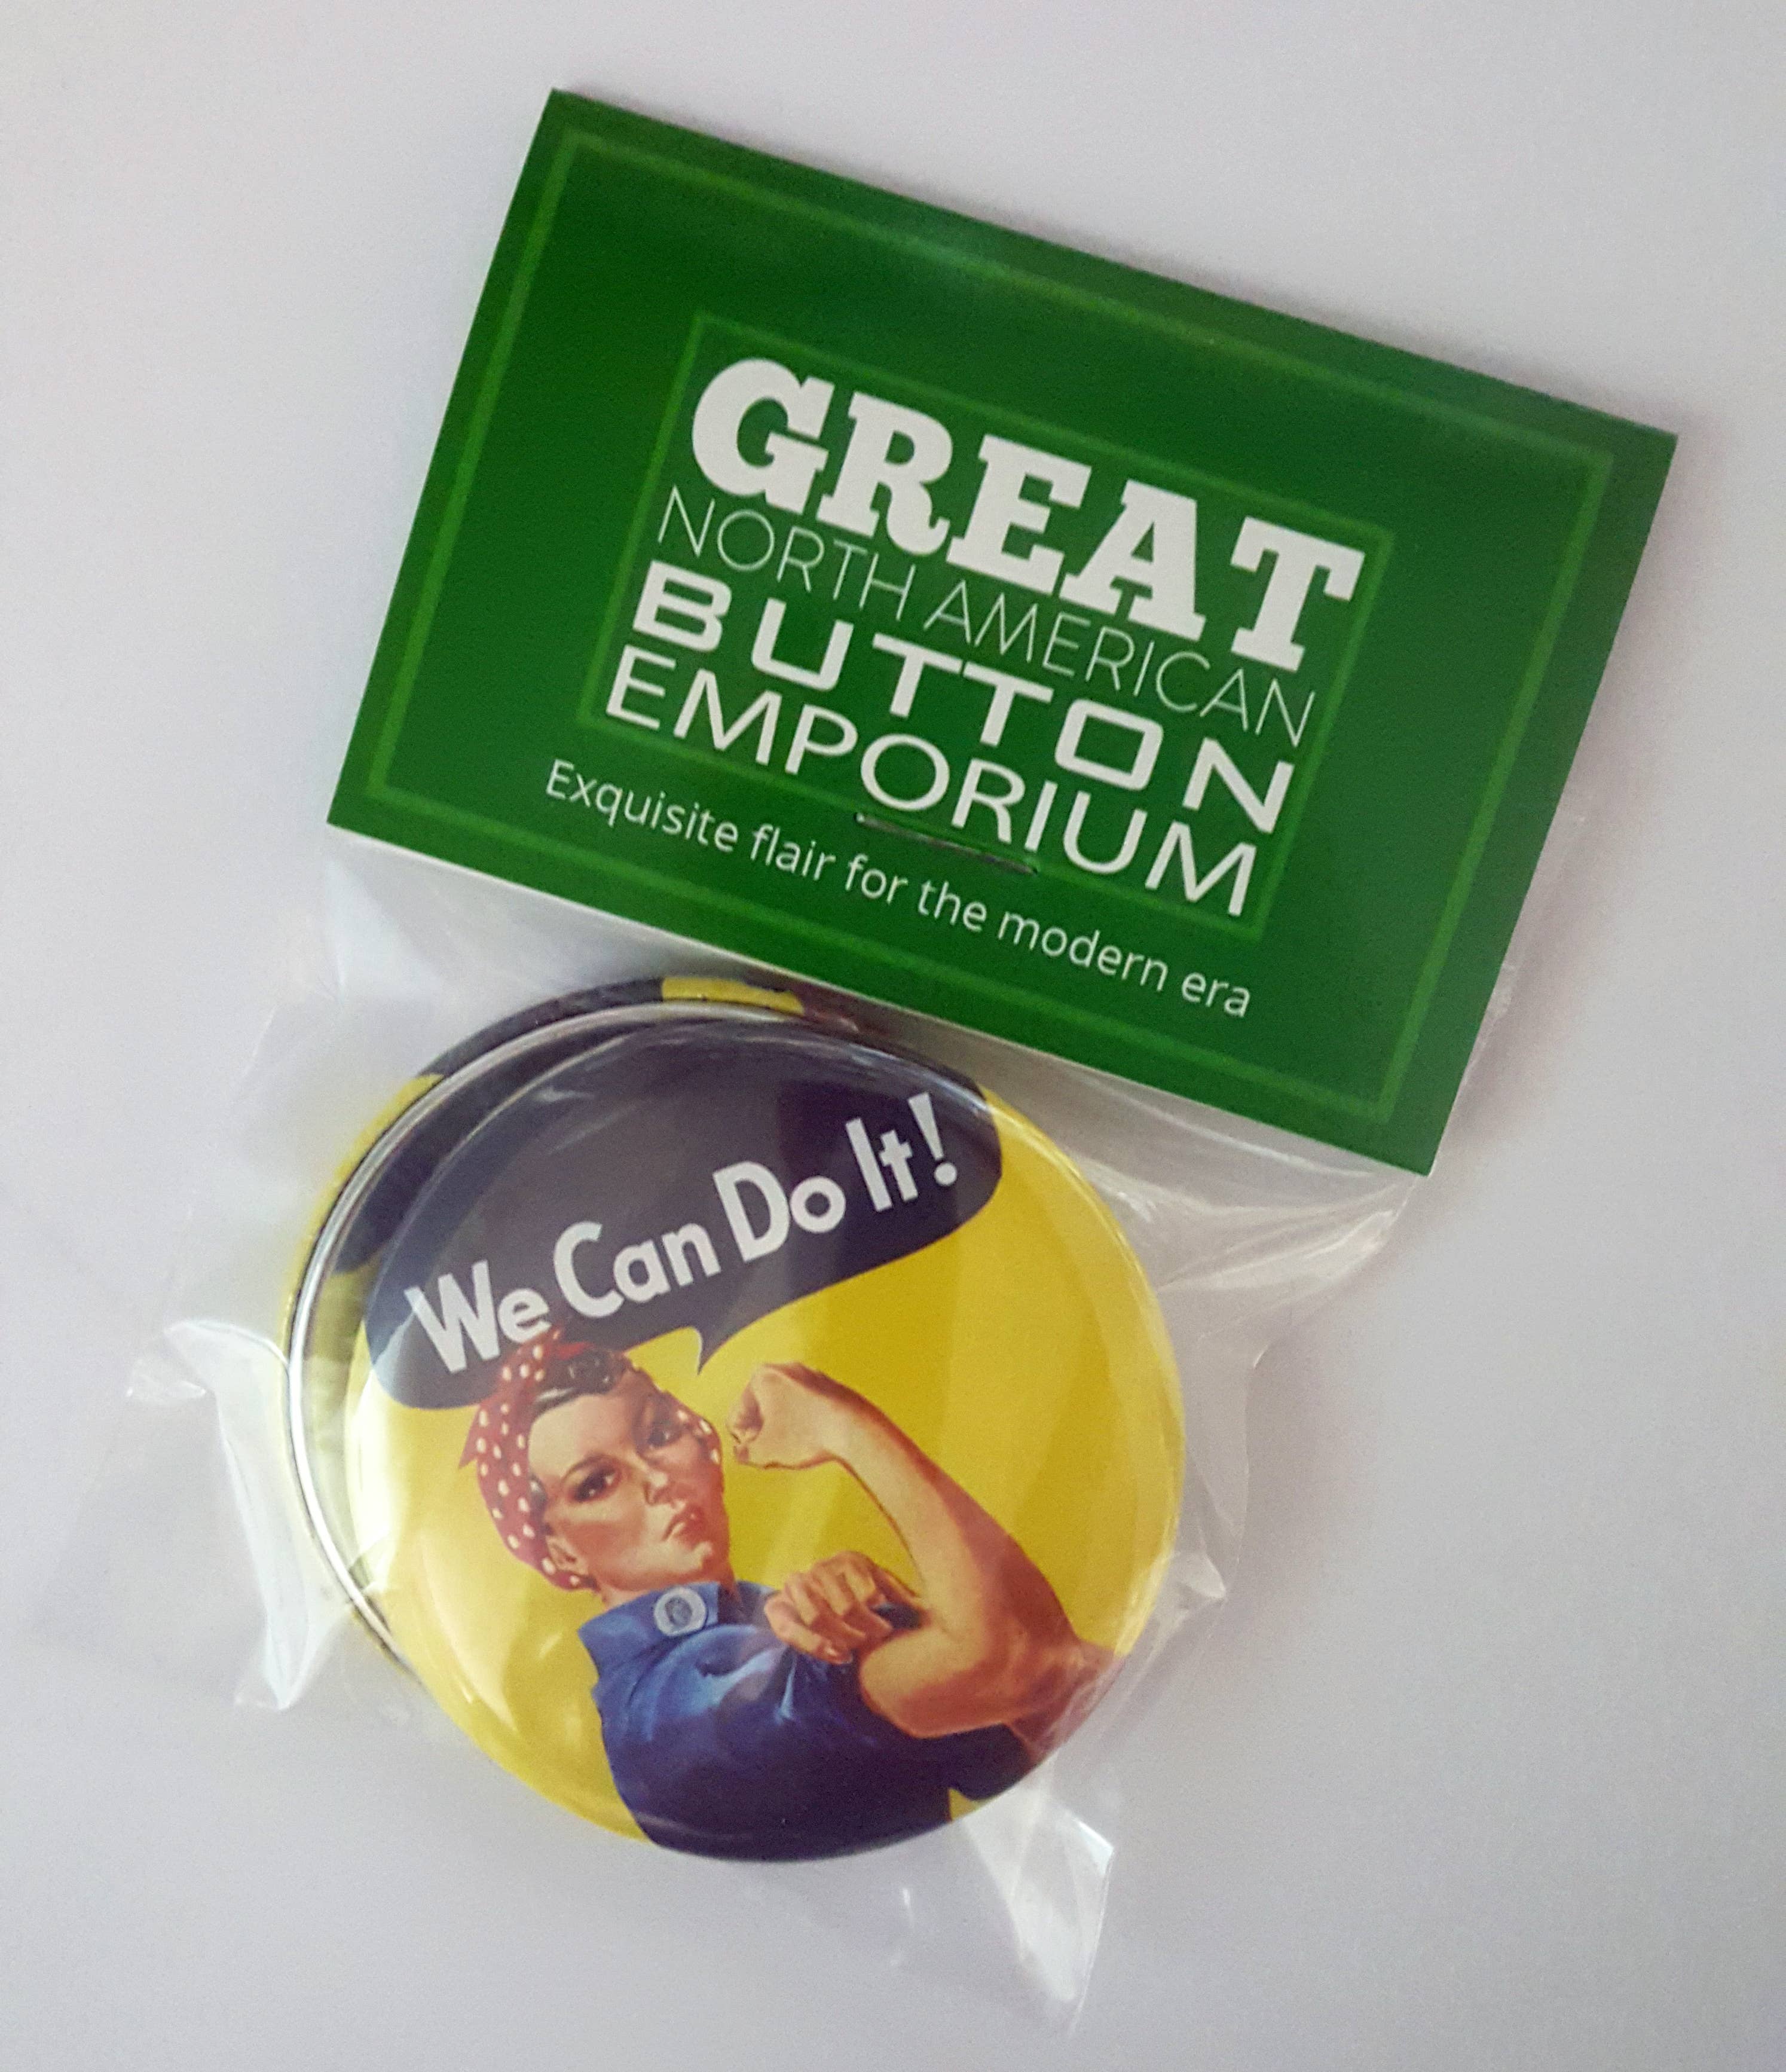 GREAT
NORTH AMERICAN
BUTTON
EMPORIUM
Exquisite flair for the modern era
We Can Do It!